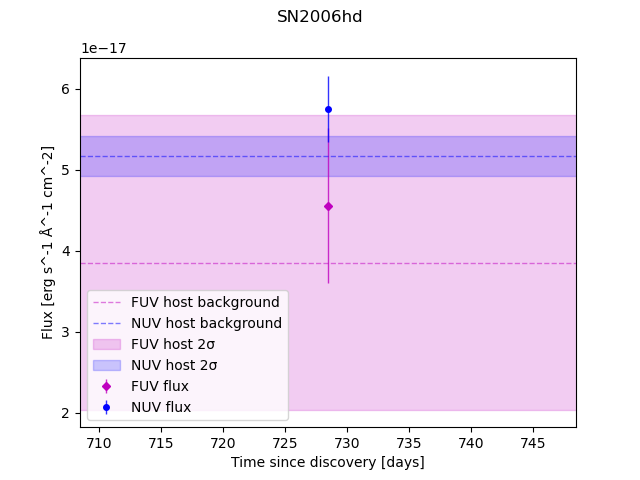 SN2006hd
1e−17
6
5
4
3
2
Flux [erg s^-1 Å^-1 cm^-2]
FUV host background
NUV host background
FUV host 2σ
NUV host 2σ
FUV flux
NUV flux
710 715 720 725 730 735 740 745
Time since discovery [days]